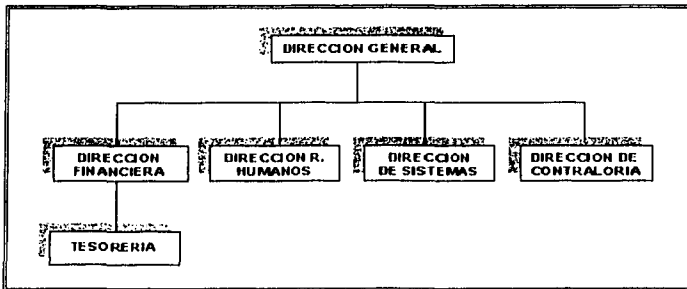 DIRECCION GENERAL
DIRECCION
FINANCIERA
DIRECCION R.
HUMANOS
DIRECCION
DE SISTEMAS
DIRECCION DE
CONTRALORIA
TESORERIA